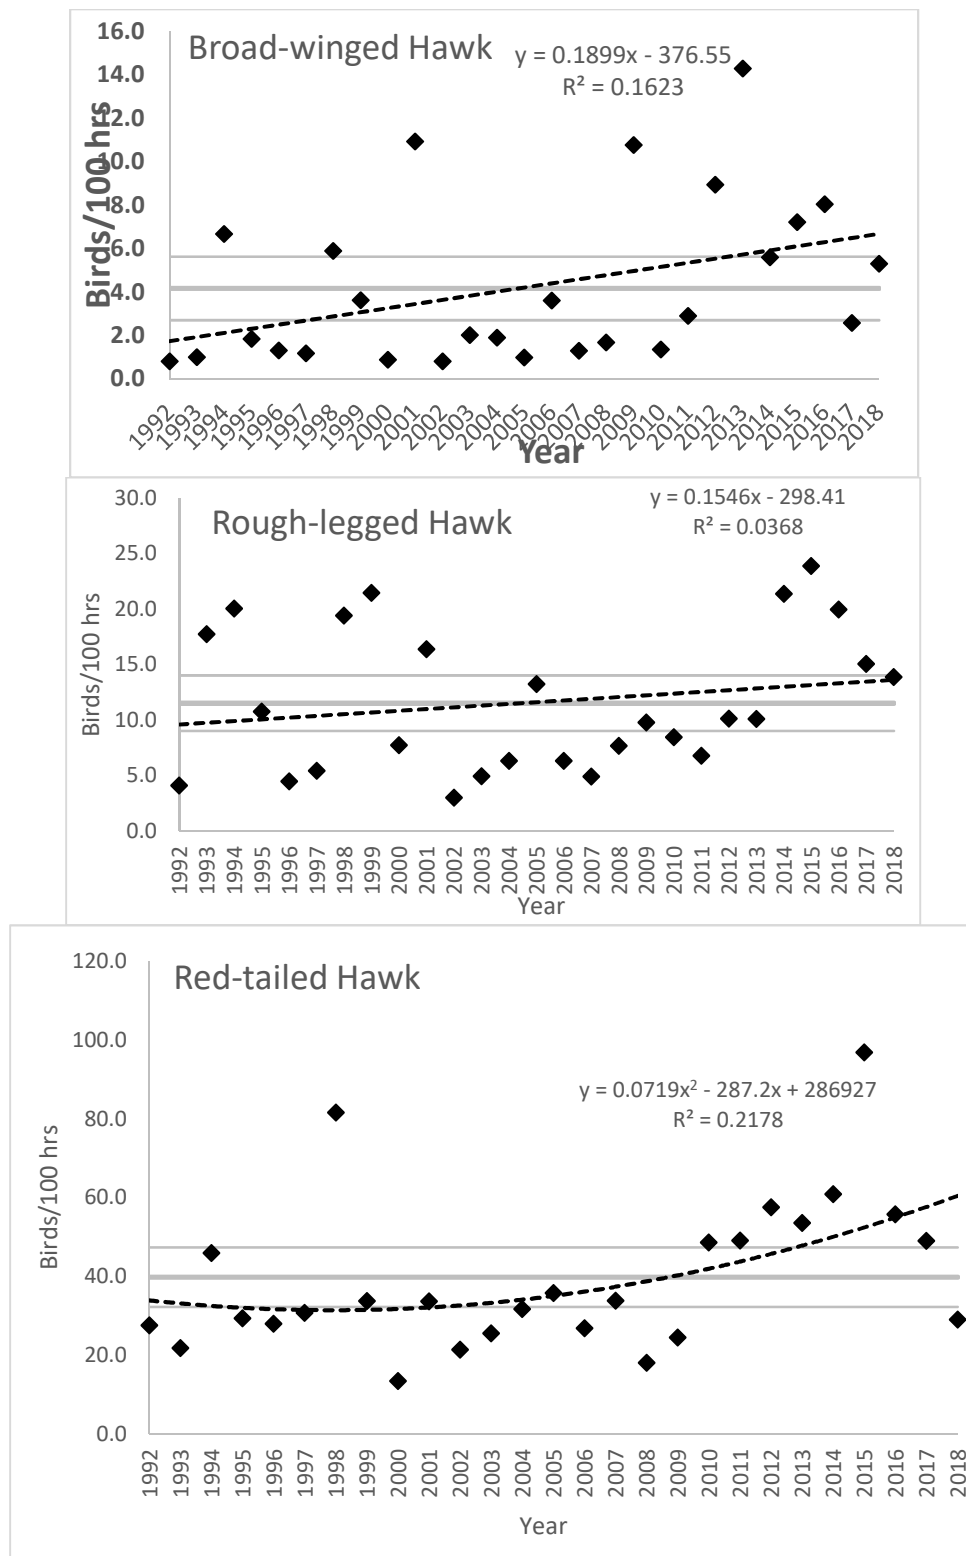 Broad-winged Hawk
y = 0.1899x - 376.55
R² = 0.1623
Birds/100 hrs
16.0
14.0
12.0
10.0
8.0
6.0
4.0
2.0
0.0
1992 1993 1994 1995 1996 1997 1998 1999 2000 2001 2002 2003 2004 2005 2006 2007 2008 2009 2010 2011 2012 2013 2014 2015 2016 2017 2018
Year
Rough-legged Hawk
y = 0.1546x - 298.41
R² = 0.0368
Birds/100 hrs
30.0
25.0
20.0
15.0
10.0
5.0
0.0
1992 1993 1994 1995 1996 1997 1998 1999 2000 2001 2002 2003 2004 2005 2006 2007 2008 2009 2010 2011 2012 2013 2014 2015 2016 2017 2018
Year
Red-tailed Hawk
y = 0.0719x² - 287.2x + 286927
R² = 0.2178
Birds/100 hrs
120.0
100.0
80.0
60.0
40.0
20.0
0.0
1992 1993 1994 1995 1996 1997 1998 1999 2000 2001 2002 2003 2004 2005 2006 2007 2008 2009 2010 2011 2012 2013 2014 2015 2016 2017 2018
Year